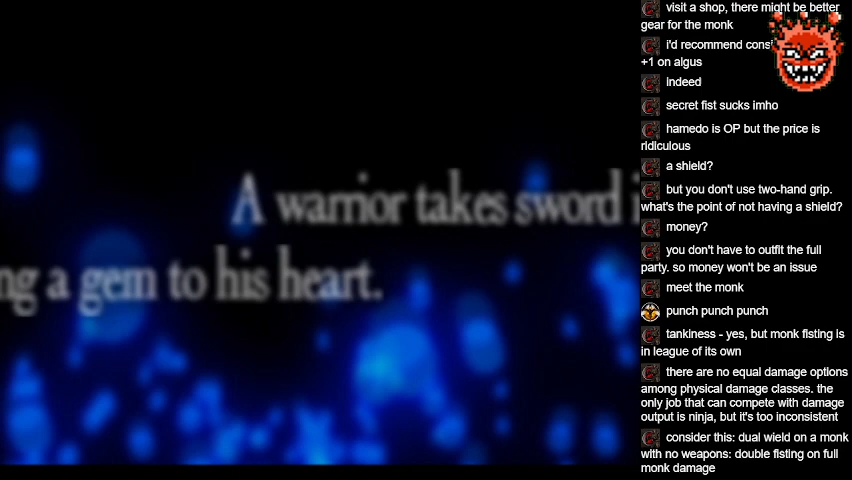 A warrior takes sword i
ng a gem to his heart.
visit a shop, there might be better
gear for the monk
i'd recommend cons
+1 on algus
indeed
secret fist sucks imho
hamedo is OP but the price is
ridiculous
a shield?
but you don't use two-hand grip.
what's the point of not having a shield?
money?
you don't have to outfit the full
party. so money won't be an issue
meet the monk
punch punch punch
tankiness - yes, but monk fisting is
in league of its own
there are no equal damage options
among physical damage classes. the
only job that can compete with damage
output is ninja, but it's too inconsistent
consider this: dual wield on a monk
with no weapons: double fisting on full
monk damage